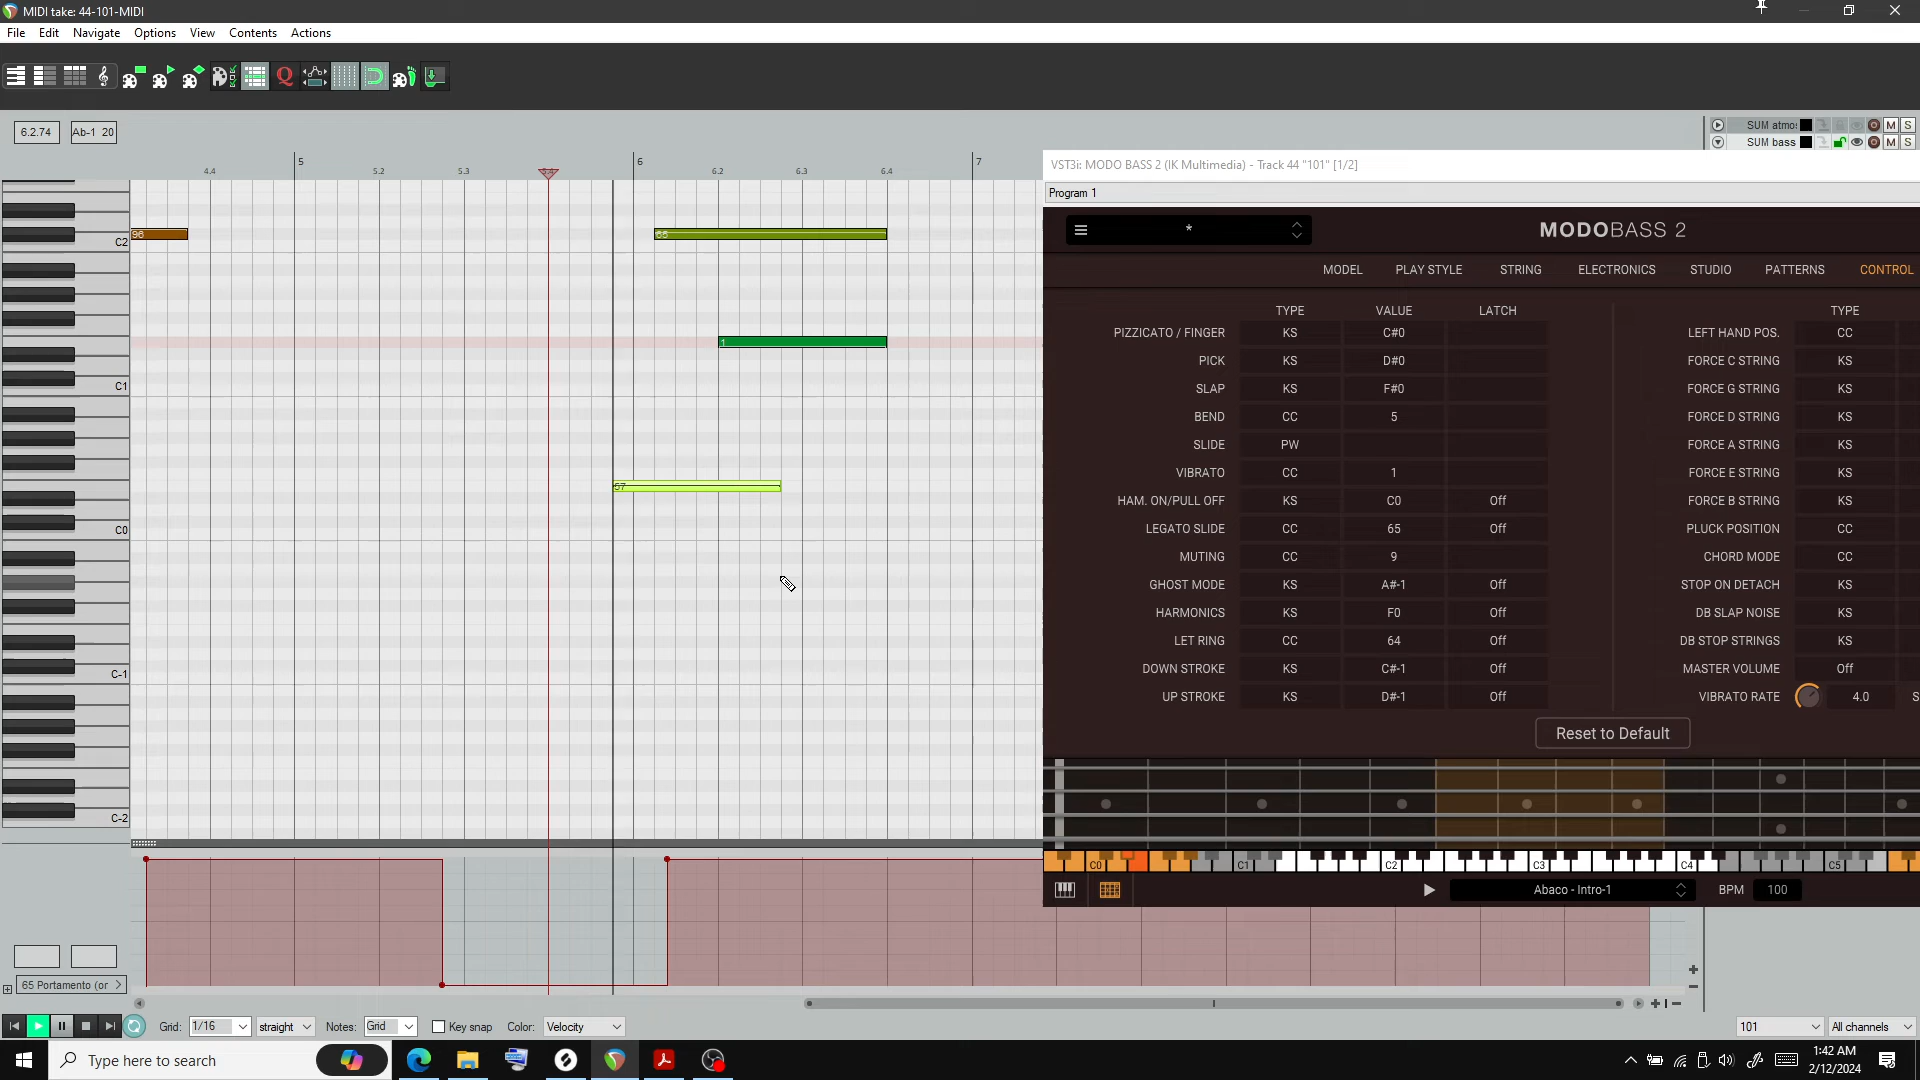 MIDI take: 44-101-MIDI
File Edit Navigate Options View Contents Actions
6.2.74 Ab-1 20
SUM atmos M S
SUM bass M S
4.4 5 5.2 5.3 5.4 6 6.2 6.3 6.4 7
VST3i: MODO BASS 2 (IK Multimedia) - Track 44 "101" [1/2]
Program 1
* MODOBASS 2
MODEL PLAY STYLE STRING ELECTRONICS STUDIO PATTERNS CONTROL
TYPE VALUE LATCH TYPE
PIZZICATO / FINGER KS C#0 LEFT HAND POS. CC
PICK KS D#0 FORCE C STRING KS
SLAP KS F#0 FORCE G STRING KS
BEND CC 5 FORCE D STRING KS
SLIDE PW FORCE A STRING KS
VIBRATO CC 1 FORCE E STRING KS
HAM. ON/PULL OFF KS C0 Off FORCE B STRING KS
LEGATO SLIDE CC 65 Off PLUCK POSITION CC
MUTING CC 9 CHORD MODE CC
GHOST MODE KS A#-1 Off STOP ON DETACH KS
HARMONICS KS F0 Off DB SLAP NOISE KS
LET RING CC 64 Off DB STOP STRINGS KS
DOWN STROKE KS C#-1 Off MASTER VOLUME Off
UP STROKE KS D#-1 Off VIBRATO RATE 4.0 S
Reset to Default
C0 C1 C2 C3 C4 C5
Abaco - Intro-1 BPM 100
96
C2
65
1
C1
57
C0
C-1
C-2
65 Portamento (or
Grid: 1/16 straight Notes: Grid Key snap Color: Velocity 101 All channels
Type here to search
1:42 AM
2/12/2024